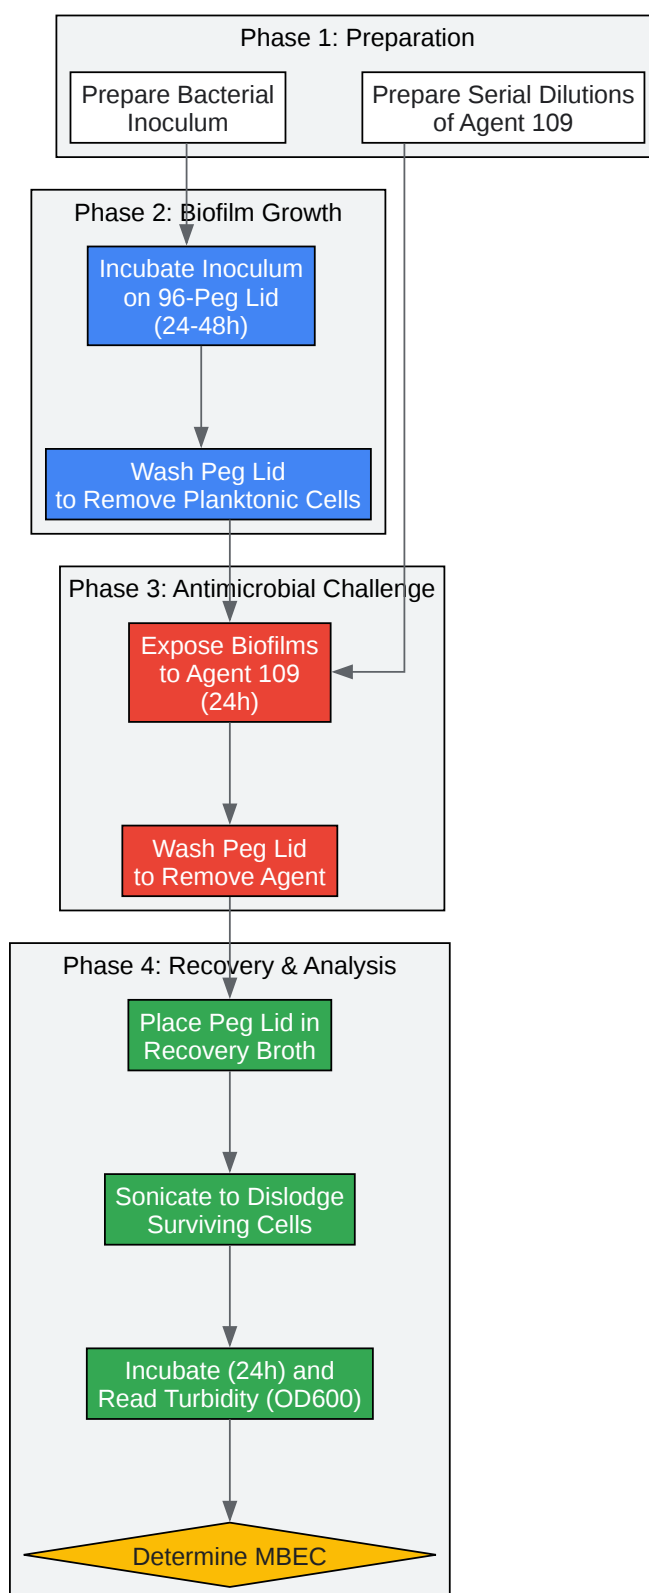 Phase 1: Preparation
Prepare Bacterial
Inoculum
Prepare Serial Dilutions
of Agent 109
Phase 2: Biofilm Growth
Incubate Inoculum
on 96-Peg Lid
(24-48h)
Wash Peg Lid
to Remove Planktonic Cells
Phase 3: Antimicrobial Challenge
Expose Biofilms
to Agent 109
(24h)
Wash Peg Lid
to Remove Agent
Phase 4: Recovery & Analysis
Place Peg Lid in
Recovery Broth
Sonicate to Dislodge
Surviving Cells
Incubate (24h) and
Read Turbidity (OD600)
Determine MBEC